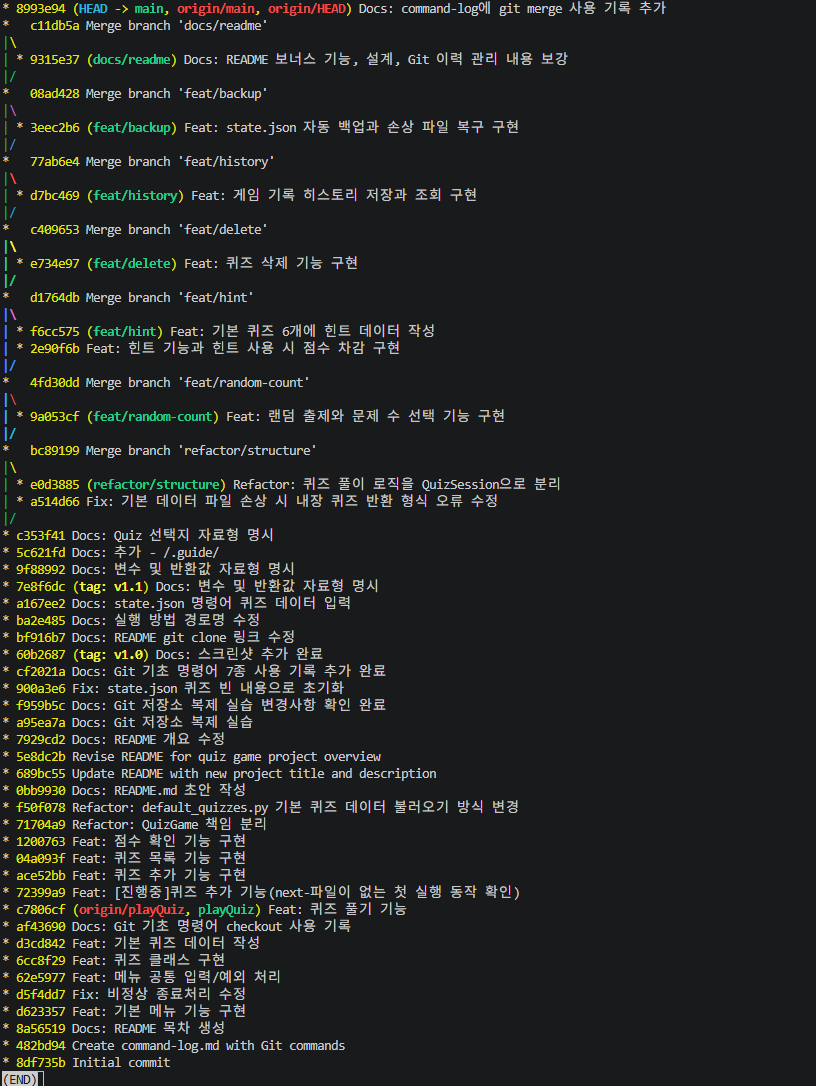 * 8993e94 (HEAD -> main, origin/main, origin/HEAD) Docs: command-log에 git merge 사용 기록 추가
*   c11db5a Merge branch 'docs/readme'
|\
| * 9315e37 (docs/readme) Docs: README 보너스 기능, 설계, Git 이력 관리 내용 보강
|/
*   08ad428 Merge branch 'feat/backup'
|\
| * 3eec2b6 (feat/backup) Feat: state.json 자동 백업과 손상 파일 복구 구현
|/
*   77ab6e4 Merge branch 'feat/history'
|\
| * d7bc469 (feat/history) Feat: 게임 기록 히스토리 저장과 조회 구현
|/
*   c409653 Merge branch 'feat/delete'
|\
| * e734e97 (feat/delete) Feat: 퀴즈 삭제 기능 구현
|/
*   d1764db Merge branch 'feat/hint'
|\
| * f6cc575 (feat/hint) Feat: 기본 퀴즈 6개에 힌트 데이터 작성
| * 2e90f6b Feat: 힌트 기능과 힌트 사용 시 점수 차감 구현
|/
*   4fd30dd Merge branch 'feat/random-count'
|\
| * 9a053cf (feat/random-count) Feat: 랜덤 출제와 문제 수 선택 기능 구현
|/
*   bc89199 Merge branch 'refactor/structure'
|\
| * e0d3885 (refactor/structure) Refactor: 퀴즈 풀이 로직을 QuizSession으로 분리
| * a514d66 Fix: 기본 데이터 파일 손상 시 내장 퀴즈 반환 형식 오류 수정
|/
* c353f41 Docs: Quiz 선택지 자료형 명시
* 5c621fd Docs: 추가 - /.guide/
* 9f88992 Docs: 변수 및 반환값 자료형 명시
* 7e8f6dc (tag: v1.1) Docs: 변수 및 반환값 자료형 명시
* a167ee2 Docs: state.json 명령어 퀴즈 데이터 입력
* ba2e485 Docs: 실행 방법 경로명 수정
* bf916b7 Docs: README git clone 링크 수정
* 60b2687 (tag: v1.0) Docs: 스크린샷 추가 완료
* cf2021a Docs: Git 기초 명령어 7종 사용 기록 추가 완료
* 900a3e6 Fix: state.json 퀴즈 빈 내용으로 초기화
* f959b5c Docs: Git 저장소 복제 실습 변경사항 확인 완료
* a95ea7a Docs: Git 저장소 복제 실습
* 7929cd2 Docs: README 개요 수정
* 5e8dc2b Revise README for quiz game project overview
* 689bc55 Update README with new project title and description
* 0bb9930 Docs: README.md 초안 작성
* f50f078 Refactor: default_quizzes.py 기본 퀴즈 데이터 불러오기 방식 변경
* 71704a9 Refactor: QuizGame 책임 분리
* 1200763 Feat: 점수 확인 기능 구현
* 04a093f Feat: 퀴즈 목록 기능 구현
* ace52bb Feat: 퀴즈 추가 기능 구현
* 72399a9 Feat: [진행중]퀴즈 추가 기능(next-파일이 없는 첫 실행 동작 확인)
* c7806cf (origin/playQuiz, playQuiz) Feat: 퀴즈 풀기 기능
* af43690 Docs: Git 기초 명령어 checkout 사용 기록
* d3cd842 Feat: 기본 퀴즈 데이터 작성
* 6cc8f29 Feat: 퀴즈 클래스 구현
* 62e5977 Feat: 메뉴 공통 입력/예외 처리
* d5f4dd7 Fix: 비정상 종료처리 수정
* d623357 Feat: 기본 메뉴 기능 구현
* 8a56519 Docs: README 목차 생성
* 482bd94 Create command-log.md with Git commands
* 8df735b Initial commit
(END)